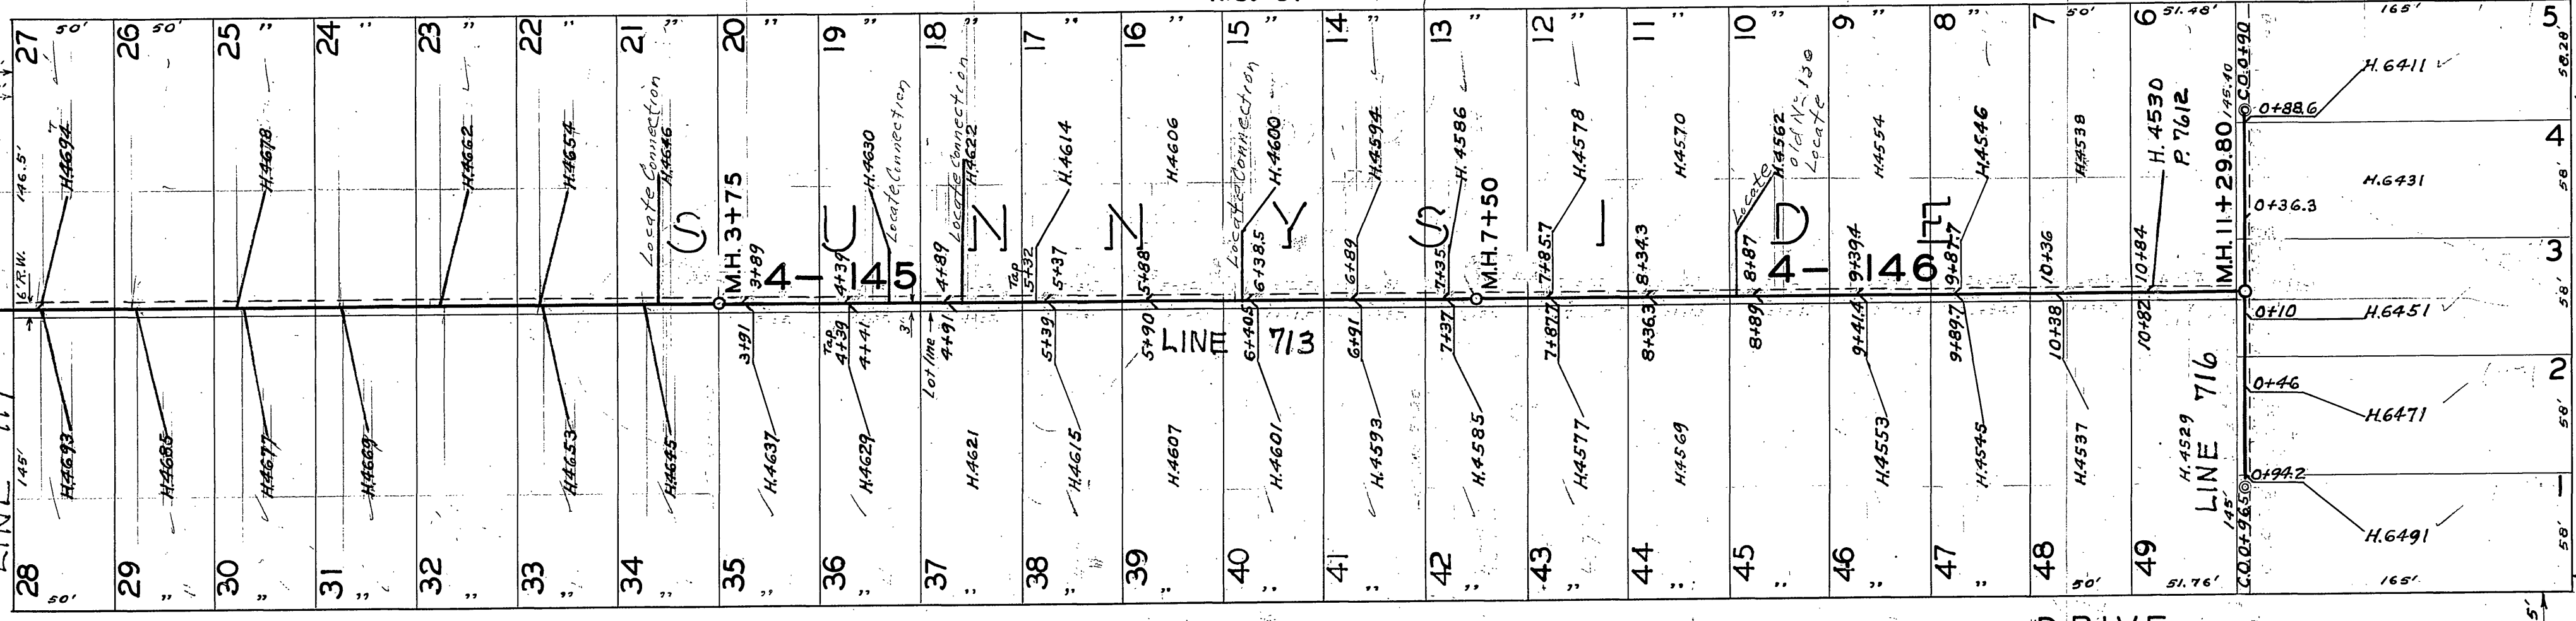 27 50'
26 50'
25 "
24 "
23 "
22 "
21 "
20 "
19 "
18 "
17 "
16 "
15 "
14 "
13 "
12 "
11 "
10 "
9 "
8 "
7 50'
6 51.48'
165'
5
146.5'
H.4694
H.4678
H.4662
H.4654
Locate Connection
H.4646
H.4630
Locate Connection
H.4622
Locate Connection
H.4614
H.4606
Locate Connection
H.4600
H.4594
H.4586
H.4578
H.4570
Locate
H.4562
Old No 130
Locate
H.4554
H.4546
H.4538
H.4530
P. 7612
145.40
C.O.0+90
0+88.6
H.6411
58.28'
4
H.6431
58'
0+36.3
3
SUNNYSIDE
4-145
4-146
6' R.W.
M.H. 3+75
3+89
4+39
4+89
Tap
5+32
5+37
5+88
6+38.5
6+89
7+35
M.H. 7+50
7+85.7
8+34.3
8+87
9+39.4
9+87.7
10+36
10+84
M.H. 11+29.80
0+10
H.6451
58'
3+91
Tap
4+39
4+41
3'
Lot line
4+91
5+39
5+90
LINE 713
6+40.5
6+91
7+37
7+87.7
8+36.3
8+89
9+41.4
9+89.7
10+38
10+82
2
0+46
H.6471
58'
LINE 716
145'
H.4693
H.4685
H.4677
H.4669
H.4653
H.4645
H.4637
H.4629
H.4621
H.4615
H.4607
H.4601
H.4593
H.4585
H.4577
H.4569
H.4553
H.4545
H.4537
H.4529
145'
C.O.0+96.5
0+94.2
1
H.6491
58'
28 50'
29 "
30 "
31 "
32 "
33 "
34 "
35 "
36 "
37 "
38 "
39 "
40 "
41 "
42 "
43 "
44 "
45 "
46 "
47 "
48 50'
49 51.76'
165'
5'
DRIVE